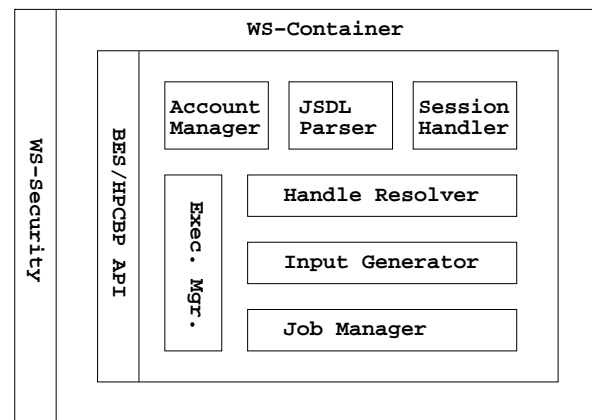 WS-Container
WS-Security
BES/HPCBP API
Account
Manager
JSDL
Parser
Session
Handler
Exec. Mgr.
Handle Resolver
Input Generator
Job Manager